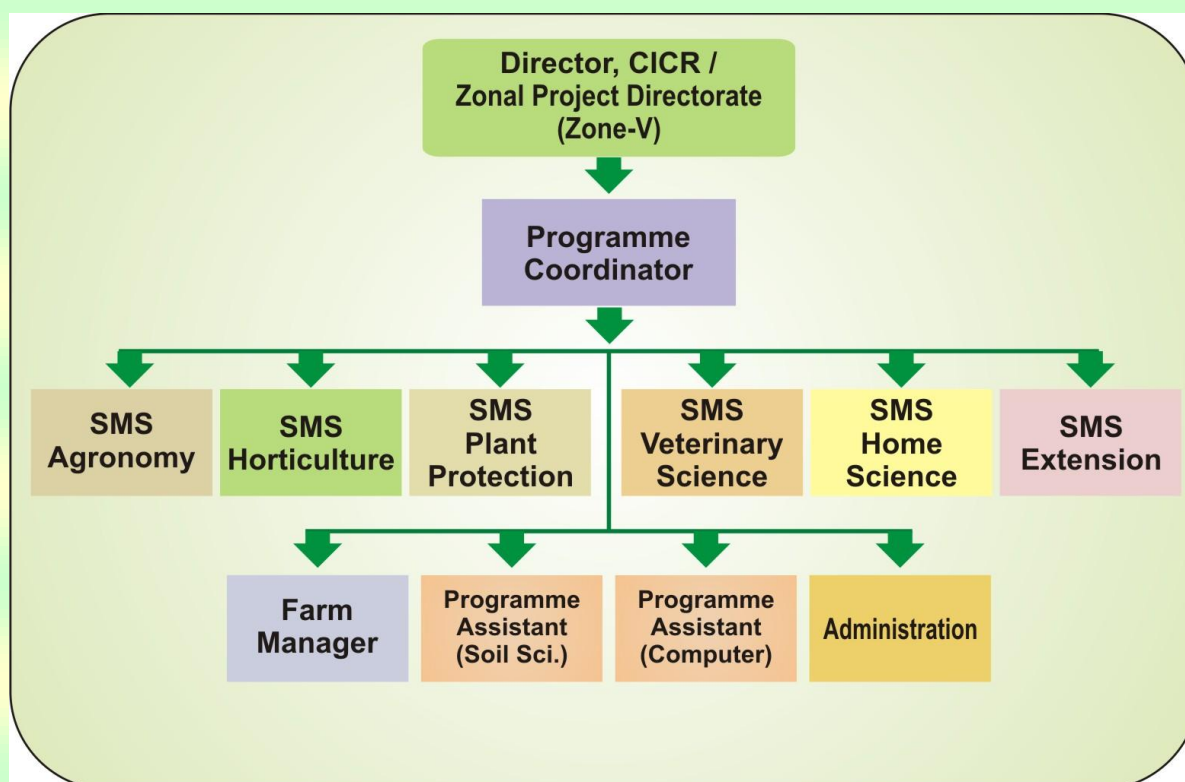 Director, CICR /
Zonal Project Directorate
(Zone-V)
Programme
Coordinator
SMS
Agronomy
SMS
Horticulture
SMS
Plant
Protection
SMS
Veterinary
Science
SMS
Home
Science
SMS
Extension
Farm
Manager
Programme
Assistant
(Soil Sci.)
Programme
Assistant
(Computer)
Administration